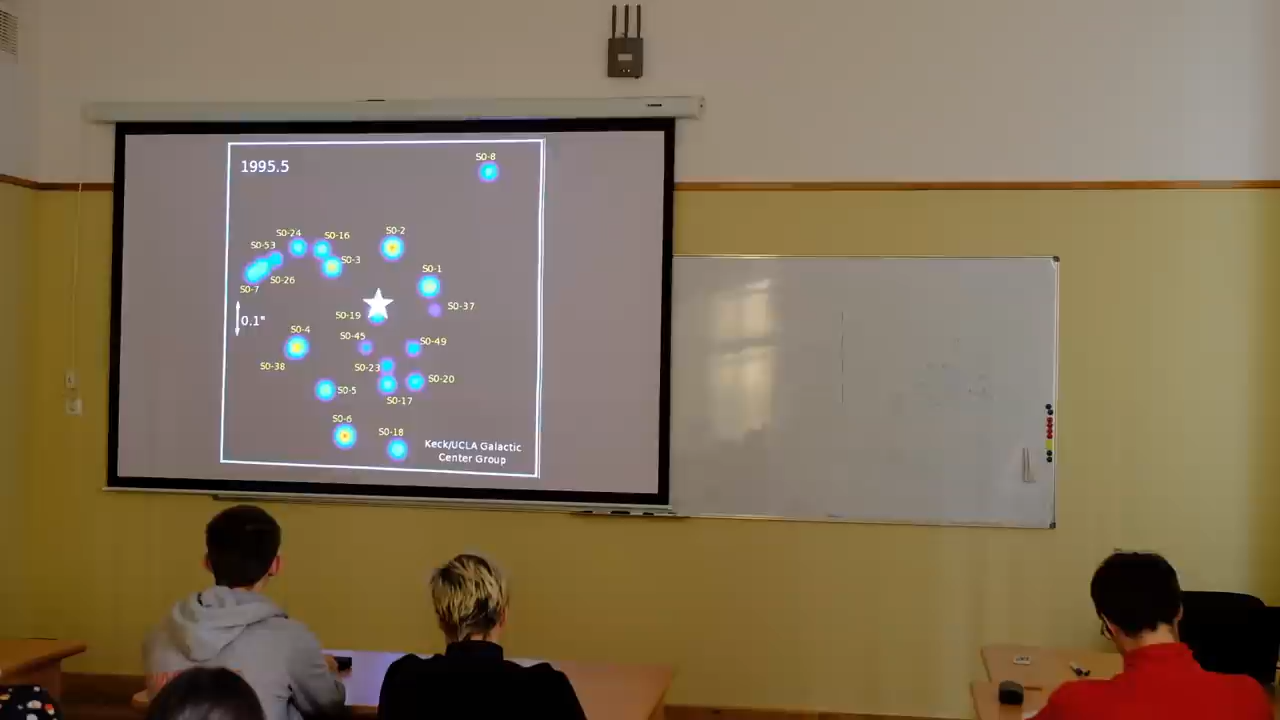 1995.5
S0-8
S0-2
S0-24
S0-16
S0-53
S0-3
S0-1
S0-26
S0-7
S0-37
S0-19
0.1"
S0-4
S0-45
S0-49
S0-38
S0-23
S0-20
S0-5
S0-17
S0-6
S0-18
Keck/UCLA Galactic
Center Group